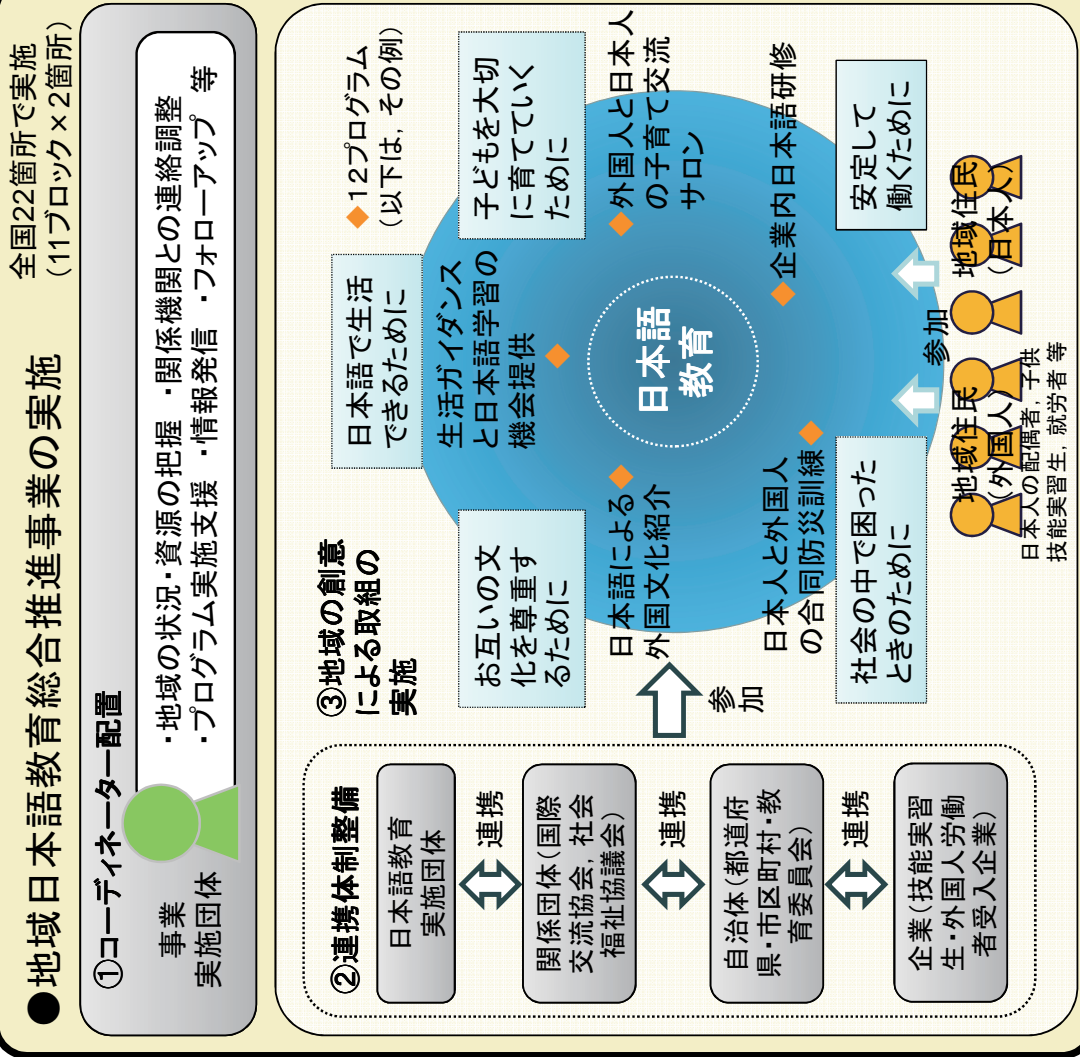 ●地域日本語教育総合推進事業の実施
全国22箇所で実施
(11ブロック×2箇所)
①コーディネーター配置
事業
実施団体
・地域の状況・資源の把握 ・関係機関との連絡調整
・プログラム実施支援 ・情報発信 ・フォローアップ 等
②連携体制整備
日本語教育
実施団体
連携
関係団体(国際
交流協会, 社会
福祉協議会)
連携
自治体(都道府
県・市区町村・教
育委員会)
連携
企業(技能実習
生・外国人労働
者受入企業)
参加
③地域の創意
による取組の
実施
◆12プログラム
(以下は, その例)
日本語で生活
できるために
生活ガイダンス
と日本語学習の
機会提供
お互いの文
化を尊重す
るために
日本語による
外国文化紹介
子どもを大切
に育てていく
ために
外国人と日本人
の子育て交流
サロン
日本語
教育
日本人と外国人
の合同防災訓練
社会の中で困った
ときのために
企業内日本語研修
安定して
働くために
参加
地域住民
(外国人)
日本人の配偶者, 子供
技能実習生, 就労者等
地域住民
(日本人)